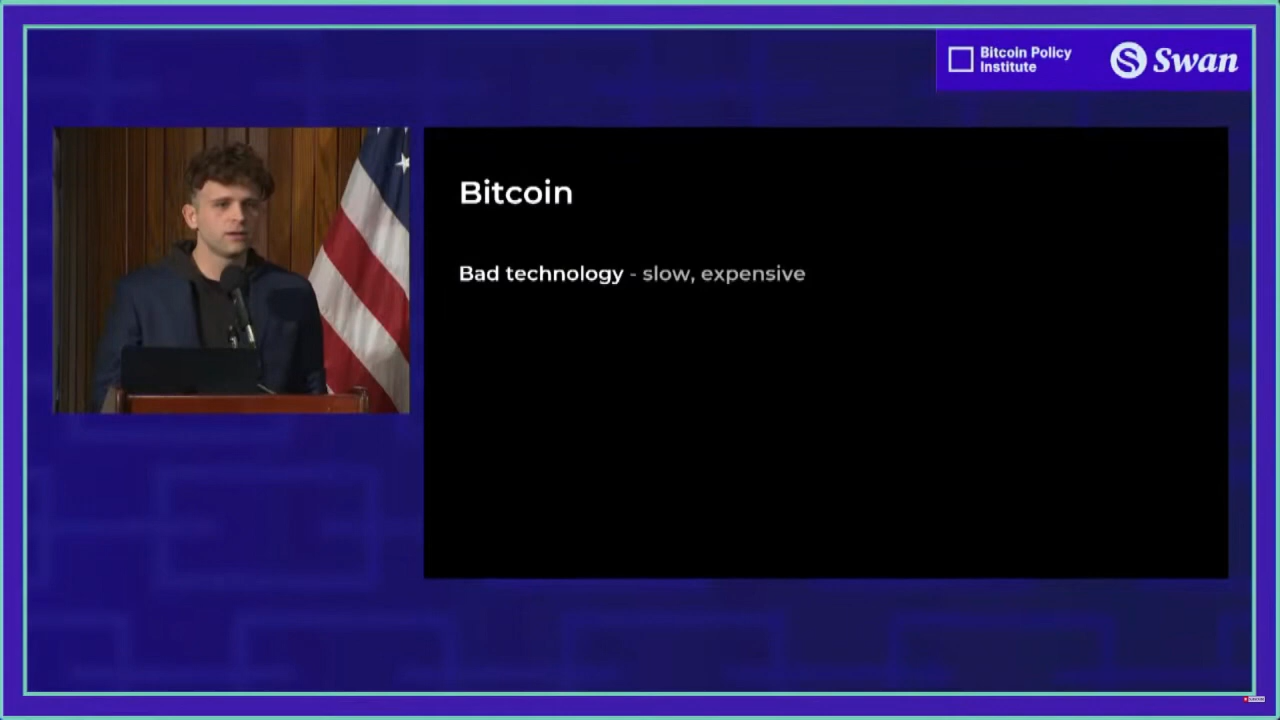 Bitcoin Policy
Institute
Swan
Bitcoin
Bad technology - slow, expensive